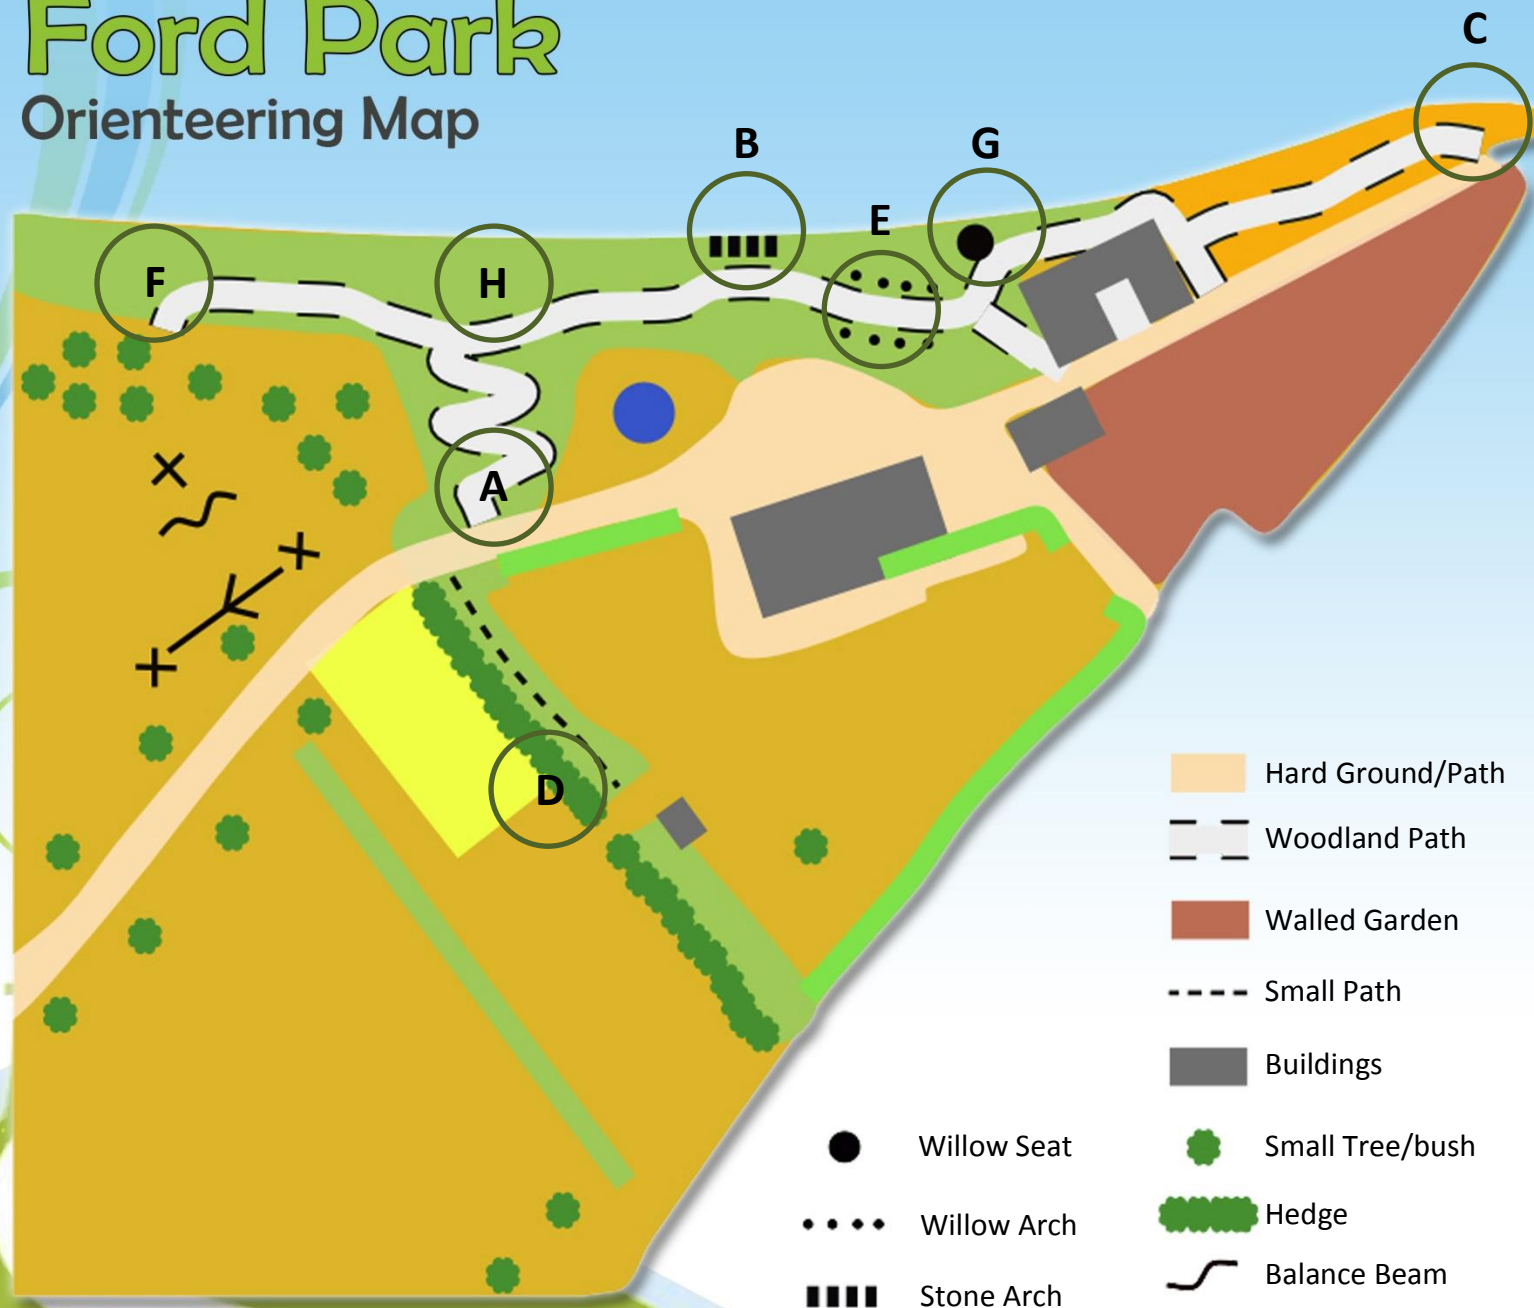 Ford Park
Orienteering Map
C
B
G
E
F
H
A
D
Hard Ground/Path
Woodland Path
Walled Garden
Small Path
Buildings
Willow Seat
Small Tree/bush
Willow Arch
Hedge
Balance Beam
Stone Arch